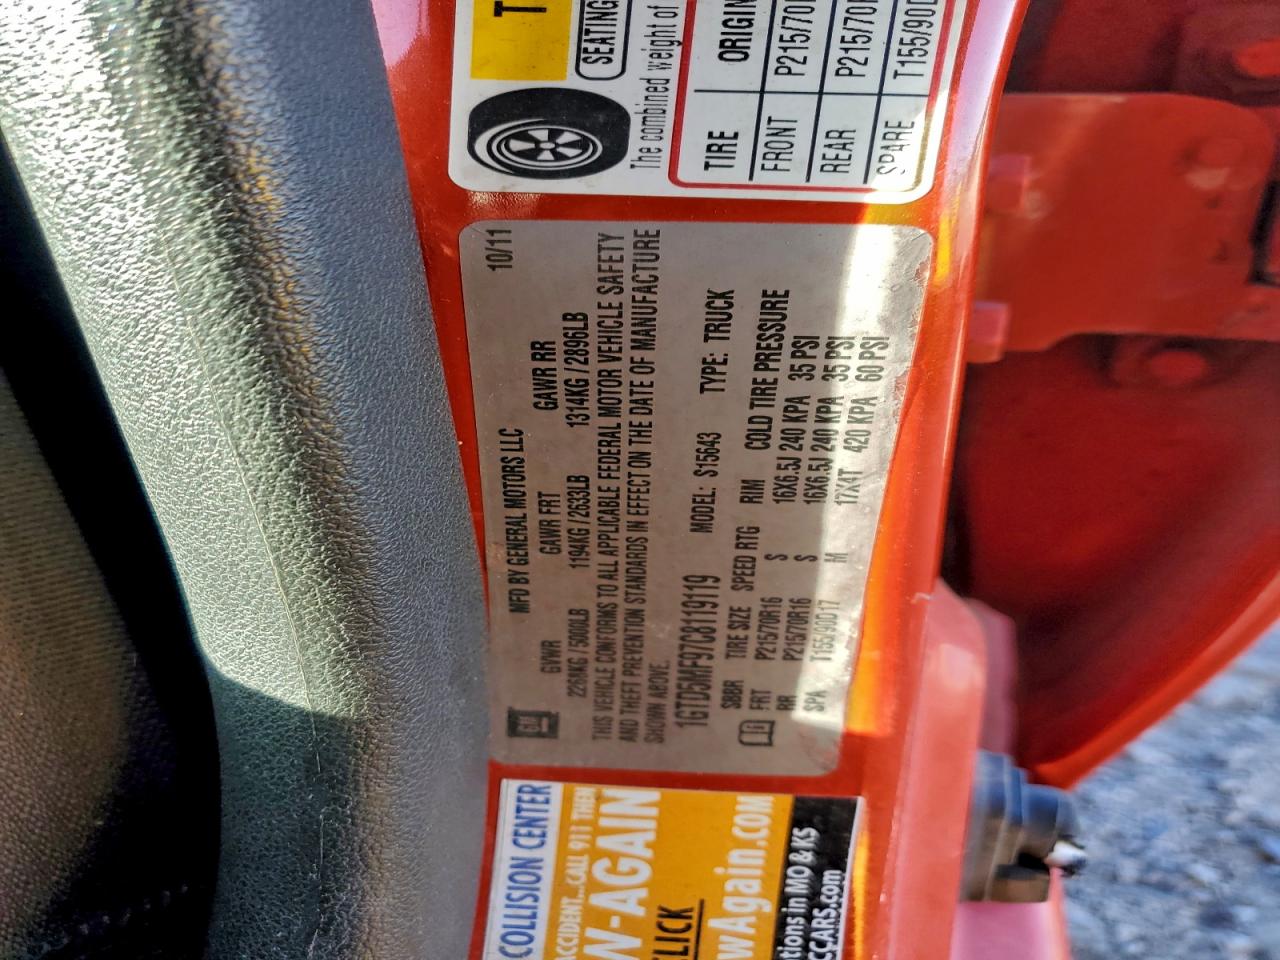 T
SEATING
The combined weight of
TIRE ORIGIN
FRONT P215/70
REAR P215/70
SPARE T155/90D
10/11
GM
MFD BY GENERAL MOTORS LLC
GVWR GAWR FRT GAWR RR
2268KG / 5000LB 1194KG / 2633LB 1314KG / 2896LB
THIS VEHICLE CONFORMS TO ALL APPLICABLE FEDERAL MOTOR VEHICLE SAFETY
AND THEFT PREVENTION STANDARDS IN EFFECT ON THE DATE OF MANUFACTURE
SHOWN ABOVE.
1GTD5MF97C8119119 MODEL: S15643 TYPE: TRUCK
TIRE SIZE SPEED RTG RIM COLD TIRE PRESSURE
FRT P215/70R16 S 16X6.5J 240 KPA 35 PSI
RR P215/70R16 S 16X6.5J 240 KPA 35 PSI
SPA T155/90D17 M 17X4T 420 KPA 60 PSI
COLLISION CENTER
ACCIDENT...CALL 911 THEN
W-AGAIN
LICK
wAgain.COM
tions in MO & KS
CCARS.com